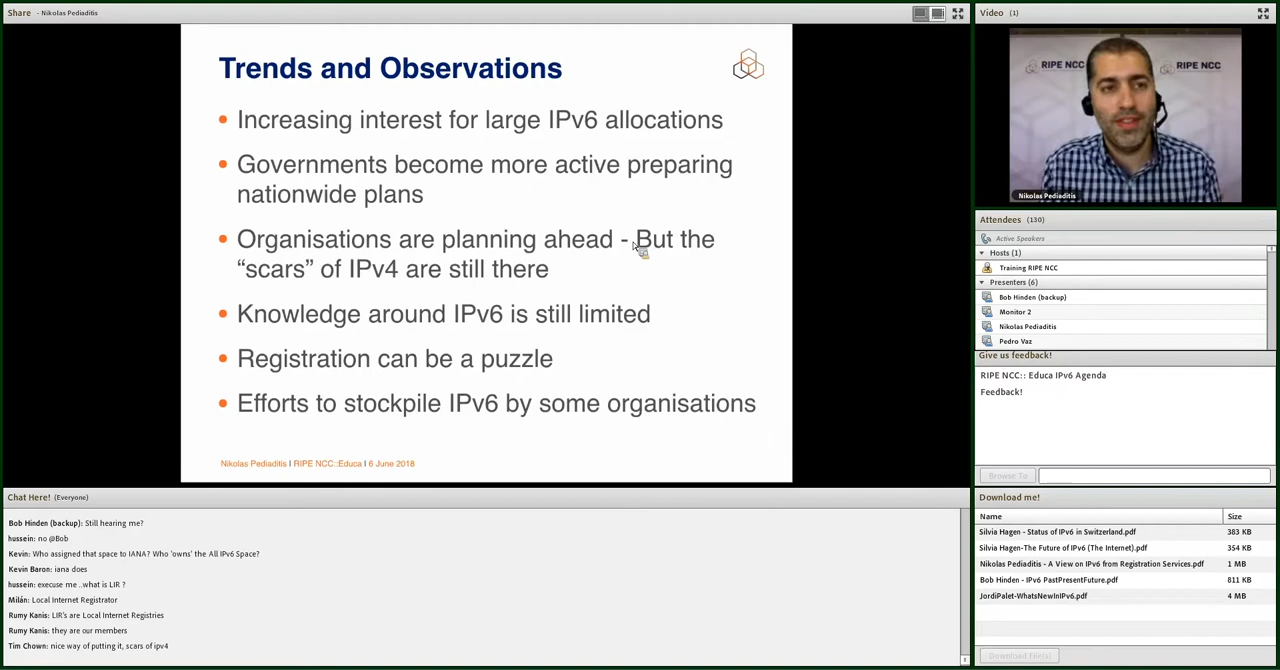 Share - Nikolas Pediaditis
Trends and Observations
• Increasing interest for large IPv6 allocations
• Governments become more active preparing
nationwide plans
• Organisations are planning ahead - But the
“scars” of IPv4 are still there
• Knowledge around IPv6 is still limited
• Registration can be a puzzle
• Efforts to stockpile IPv6 by some organisations
Nikolas Pediaditis I RIPE NCC::Educa I 6 June 2018
Chat Here! (Everyone)
Bob Hinden (backup): Still hearing me?
hussein: no @Bob
Kevin: Who assigned that space to IANA? Who 'owns' the All IPv6 Space?
Kevin Baron: iana does
hussein: execuse me ..what is LIR ?
Milán: Local Internet Registrator
Rumy Kanis: LIR's are Local Internet Registries
Rumy Kanis: they are our members
Tim Chown: nice way of putting it, scars of ipv4
Video (1)
RIPE NCC
RIPE NCC
Nikolas Pediaditis
Attendees (130)
Active Speakers
Hosts (1)
Training RIPE NCC
Presenters (6)
Bob Hinden (backup)
Monitor 2
Nikolas Pediaditis
Pedro Vaz
Give us feedback!
RIPE NCC:: Educa IPv6 Agenda
Feedback!
Browse To
Download me!
Name Size
Silvia Hagen - Status of IPv6 in Switzerland.pdf 383 KB
Silvia Hagen-The Future of IPv6 (The Internet).pdf 354 KB
Nikolas Pediaditis - A View on IPv6 from Registration Services.pdf 1 MB
Bob Hinden - IPv6 PastPresentFuture.pdf 811 KB
JordiPalet-WhatsNewInIPv6.pdf 4 MB
Download File(s)